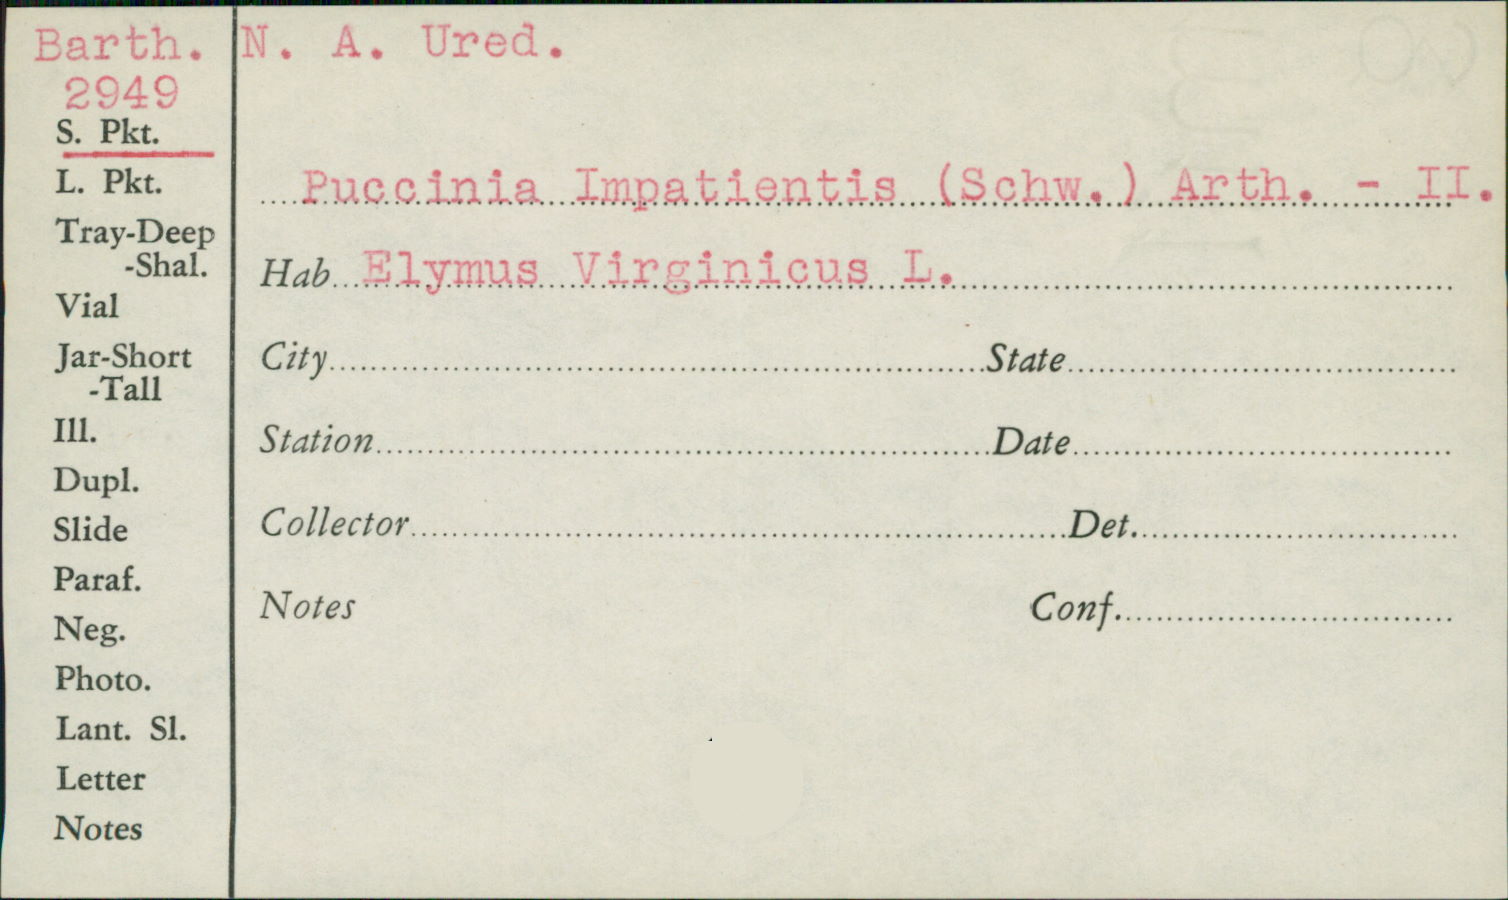 Barth. N. A. Ured.
2949
S. Pkt.
L. Pkt.
Tray-Deep
-Shal.
Vial
Jar-Short
-Tall
Ill.
Dupl.
Slide
Paraf.
Neg.
Photo.
Lant. Sl.
Letter
Notes
Puccinia Impatientis (Schw.) Arth. - II.
Hab. Elymus Virginicus L.
City State
Station Date
Collector Det.
Notes Conf.